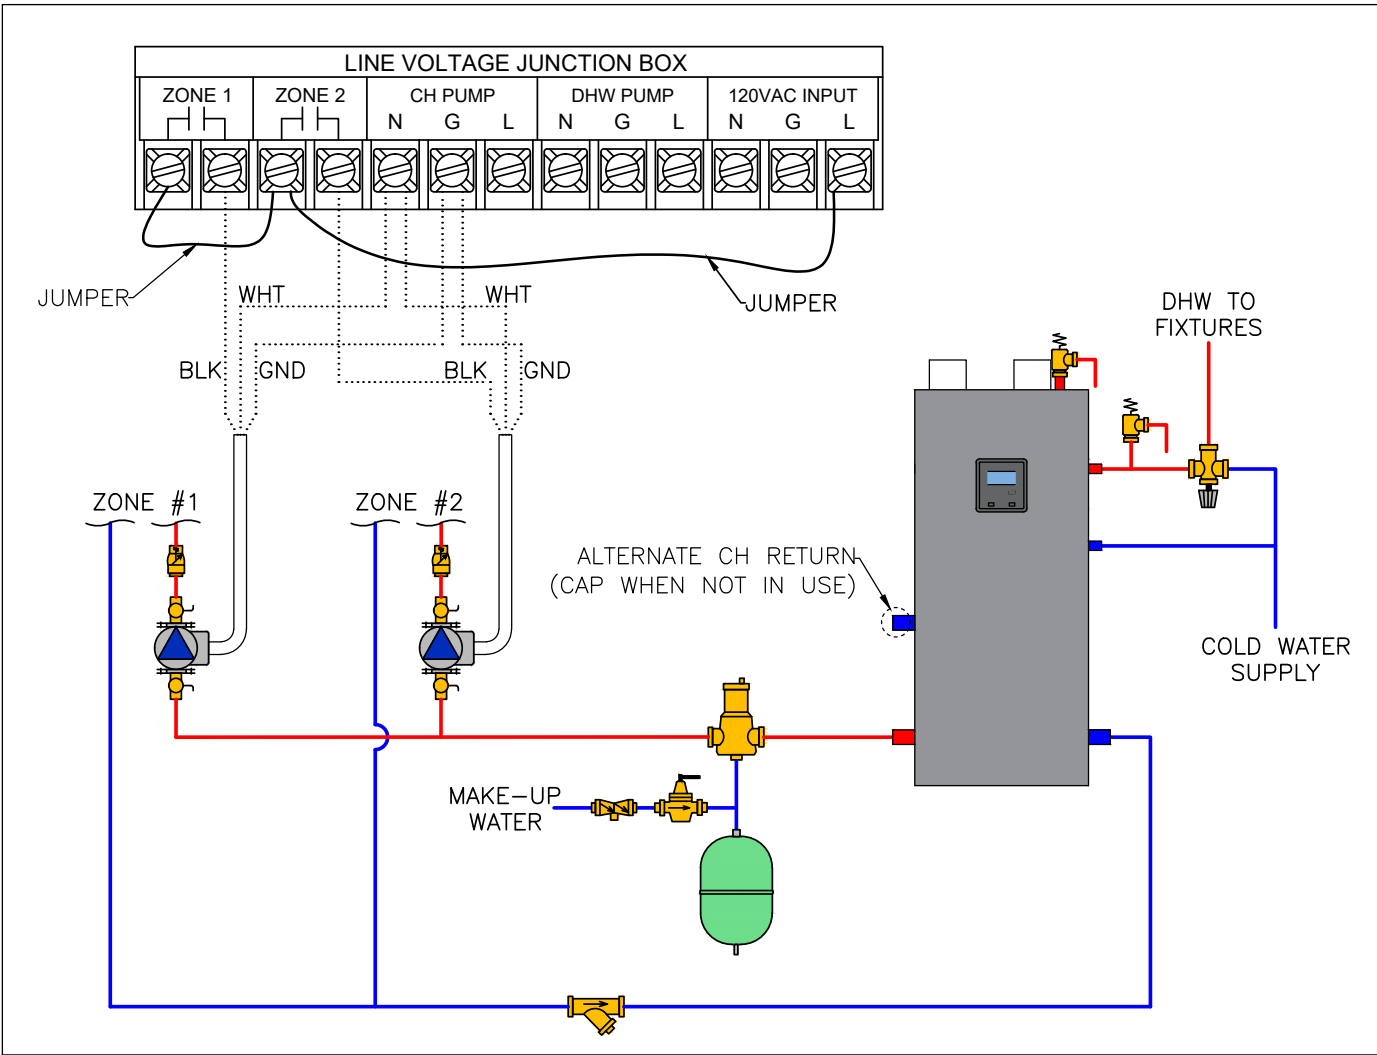 LINE VOLTAGE JUNCTION BOX
ZONE 1 ZONE 2 CH PUMP DHW PUMP 120VAC INPUT
N G L N G L N G L
JUMPER
WHT
WHT
JUMPER
BLK GND
BLK GND
DHW TO
FIXTURES
ZONE #1
ZONE #2
ALTERNATE CH RETURN
(CAP WHEN NOT IN USE)
COLD WATER
SUPPLY
MAKE-UP
WATER